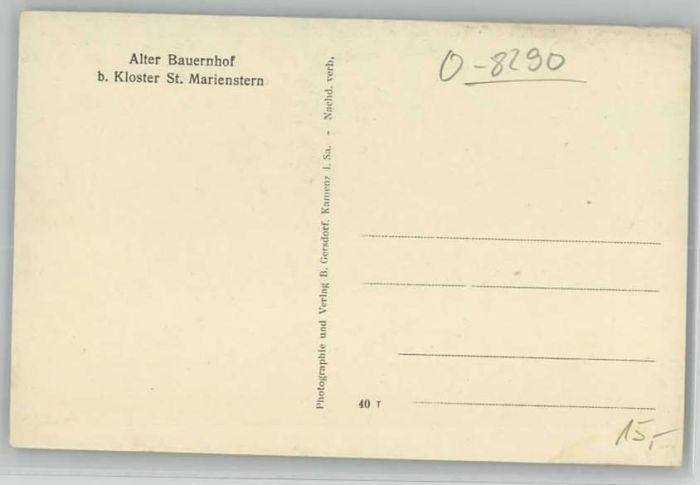 Alter Bauernhof
b. Kloster St. Marienstern
Photographie und Verlag B. Gersdorf, Kamenz i. Sa. - Nachd. verb.
O-8290
40 T
15,-